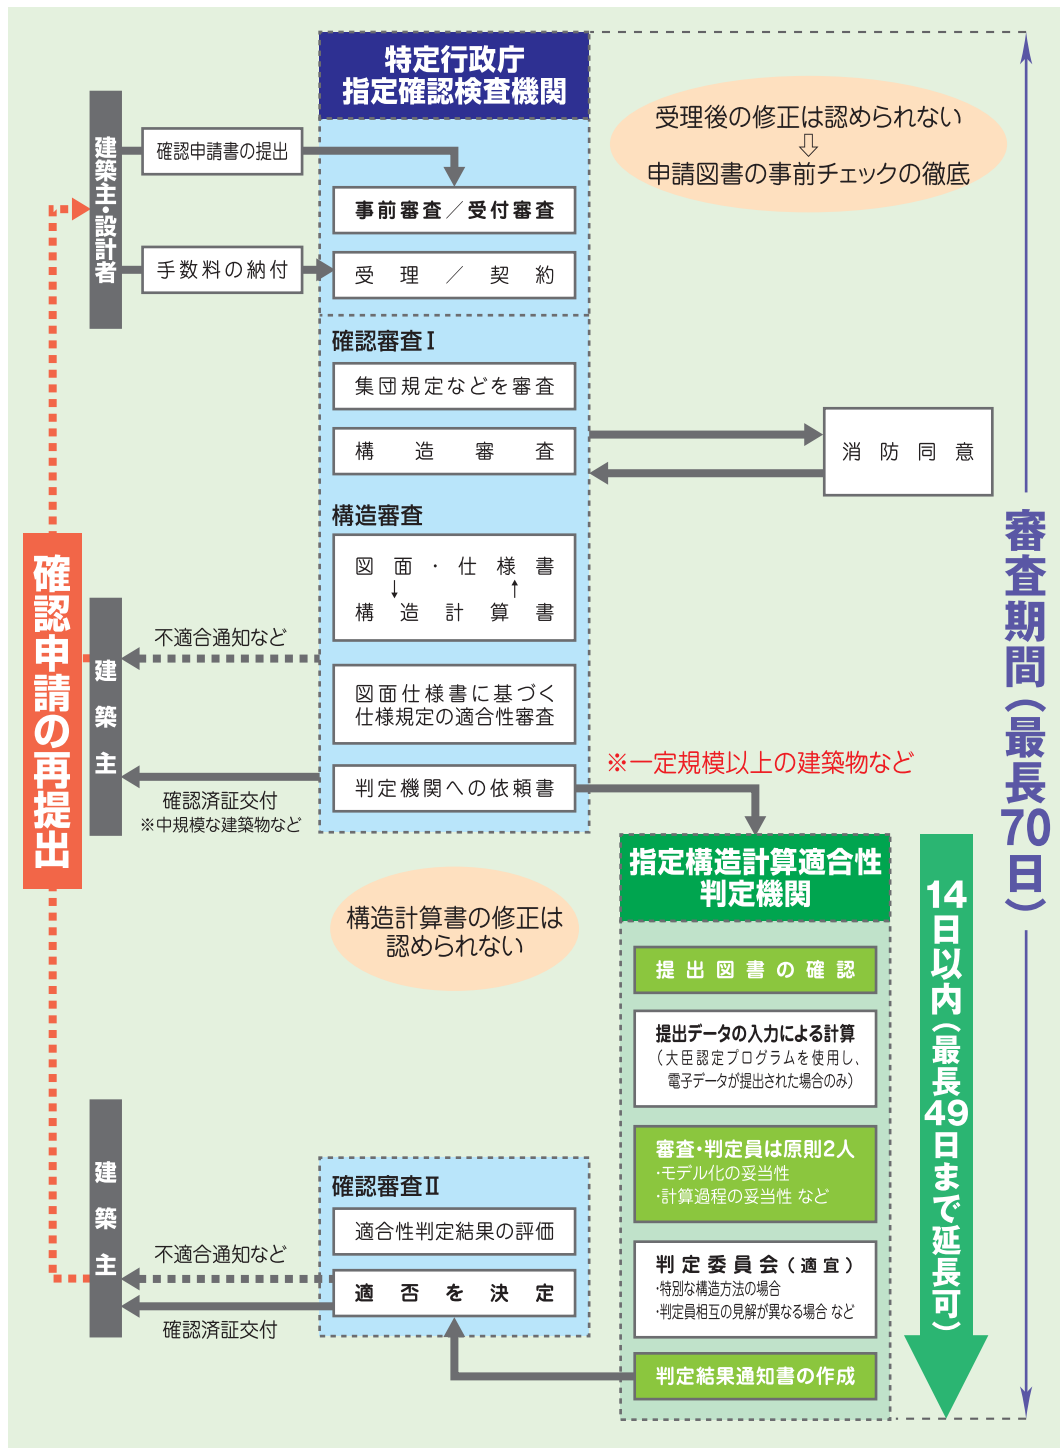 特定行政庁
指定確認検査機関
受理後の修正は認められない
⇩
申請図書の事前チェックの徹底
建築主・設計者
確認申請書の提出
事前審査／受付審査
手数料の納付
受理／契約
確認審査Ⅰ
集団規定などを審査
構造審査
消防同意
構造審査
図面・仕様書
↓ ↑
構造計算書
審査期間（最長70日）
確認申請の再提出
建築主
不適合通知など
図面仕様書に基づく
仕様規定の適合性審査
※一定規模以上の建築物など
判定機関への依頼書
確認済証交付
※中規模な建築物など
指定構造計算適合性
判定機関
14日以内（最長49日まで延長可）
構造計算書の修正は
認められない
提出図書の確認
提出データの入力による計算
（大臣認定プログラムを使用し、
電子データが提出された場合のみ）
審査・判定員は原則2人
・モデル化の妥当性
・計算過程の妥当性 など
建築主
確認審査Ⅱ
適合性判定結果の評価
不適合通知など
適否を決定
確認済証交付
判定委員会（適宜）
・特別な構造方法の場合
・判定員相互の見解が異なる場合 など
判定結果通知書の作成